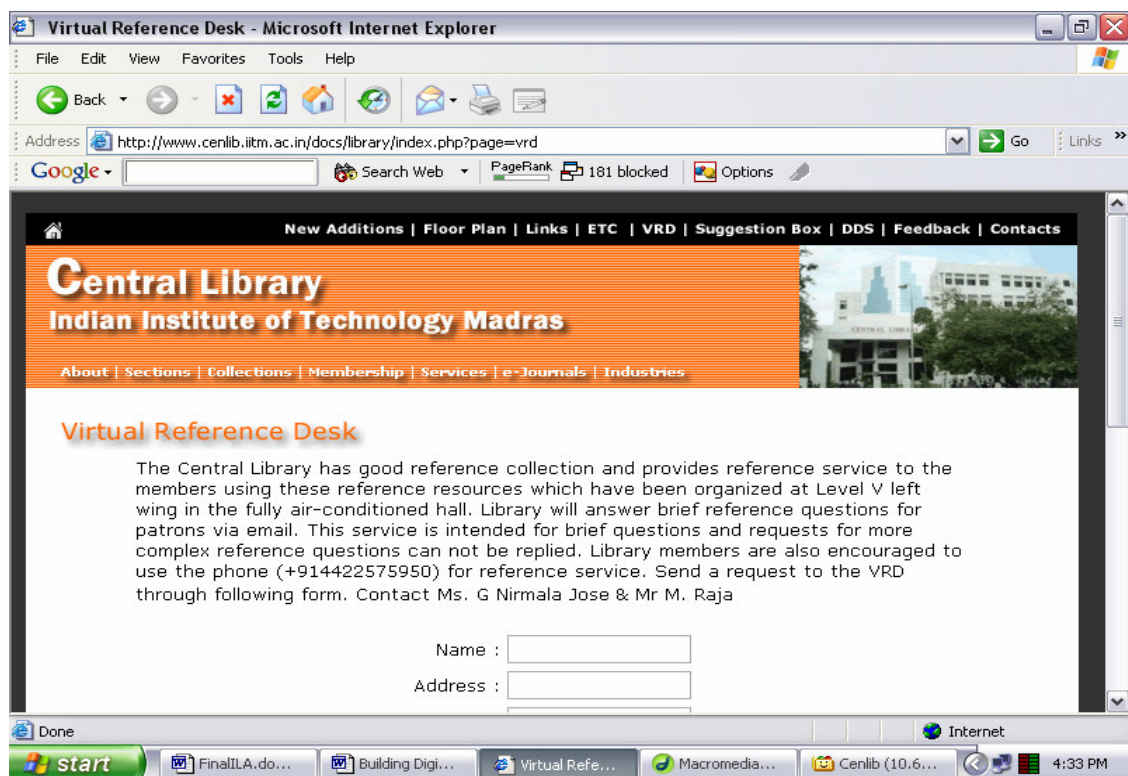 Virtual Reference Desk - Microsoft Internet Explorer
File Edit View Favorites Tools Help
Back
Address http://www.cenlib.iitm.ac.in/docs/library/index.php?page=vrd Go Links »
Google Search Web PageRank 181 blocked Options
New Additions | Floor Plan | Links | ETC | VRD | Suggestion Box | DDS | Feedback | Contacts
Central Library
Indian Institute of Technology Madras
CENTRAL
About | Sections | Collections | Membership | Services | e-Journals | Industries
Virtual Reference Desk
The Central Library has good reference collection and provides reference service to the
members using these reference resources which have been organized at Level V left
wing in the fully air-conditioned hall. Library will answer brief reference questions for
patrons via email. This service is intended for brief questions and requests for more
complex reference questions can not be replied. Library members are also encouraged to
use the phone (+914422575950) for reference service. Send a request to the VRD
through following form. Contact Ms. G Nirmala Jose & Mr M. Raja
Name :
Address :
Done Internet
start FinalILA.do... Building Digi... Virtual Refe... Macromedia... Cenlib (10.6... 4:33 PM